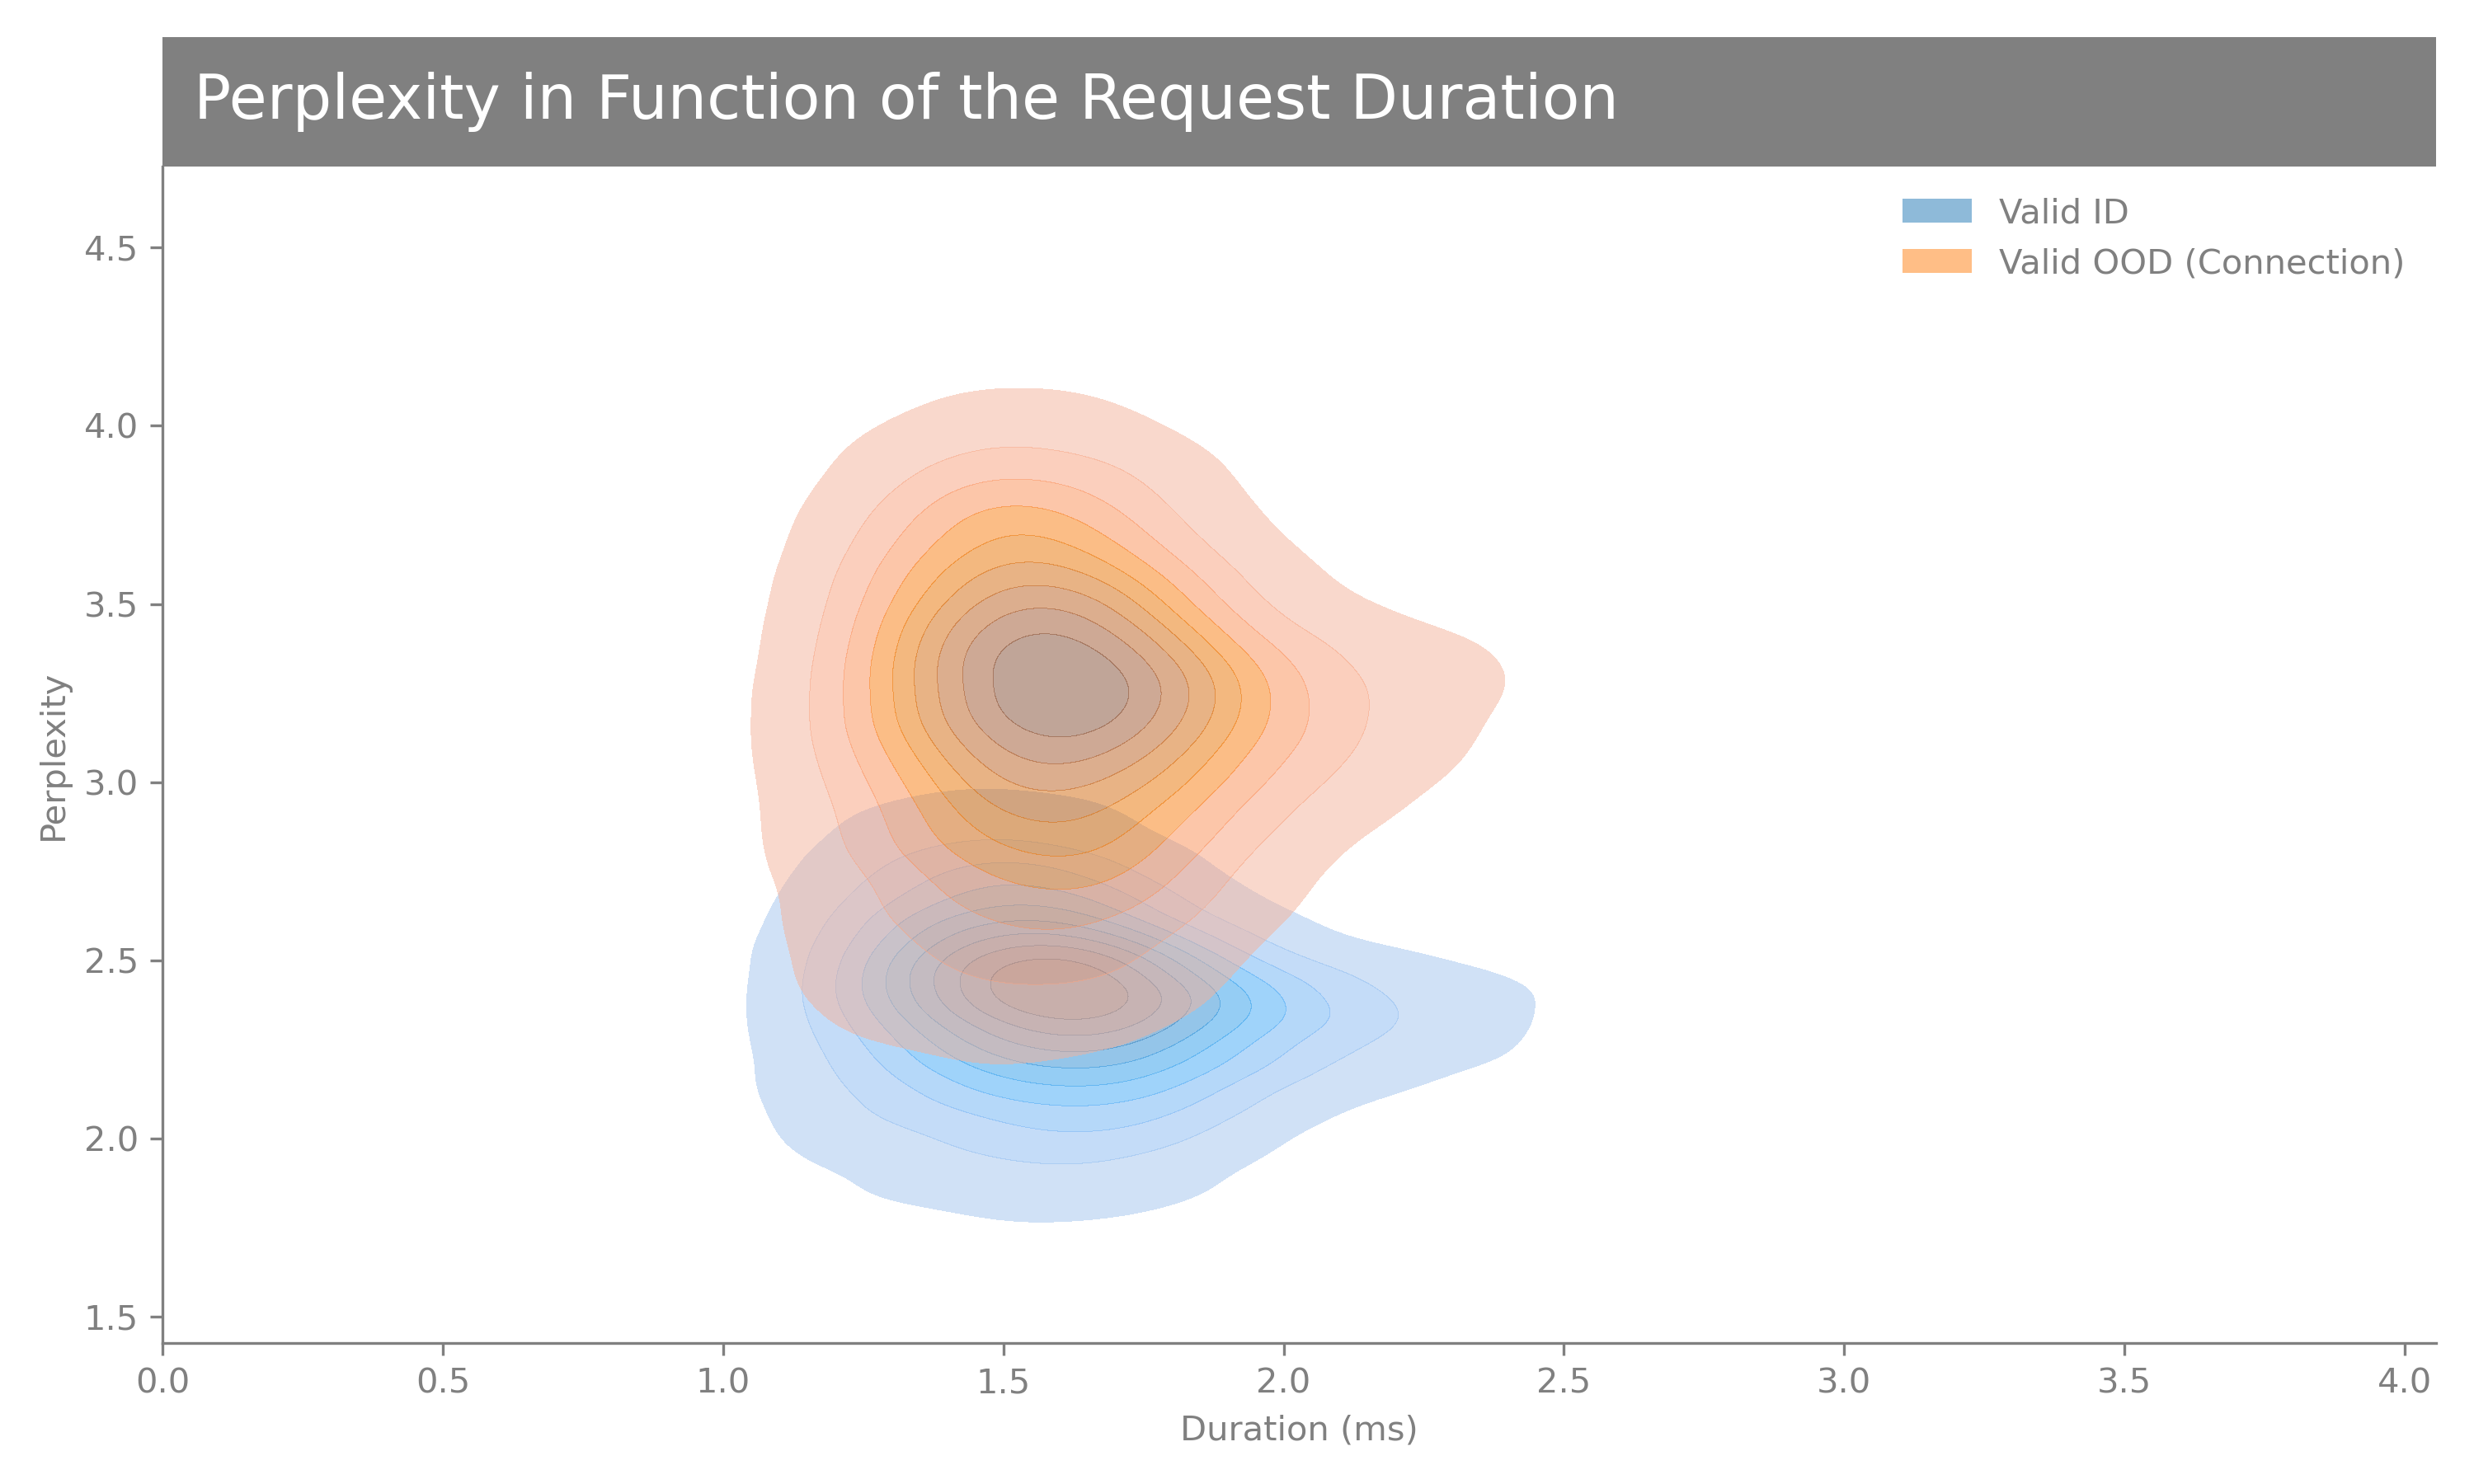 Perplexity in Function of the Request Duration
Valid ID
Valid OOD (Connection)
4.5
4.0
3.5
3.0
2.5
2.0
1.5
Perplexity
0.0 0.5 1.0 1.5 2.0 2.5 3.0 3.5 4.0
Duration (ms)